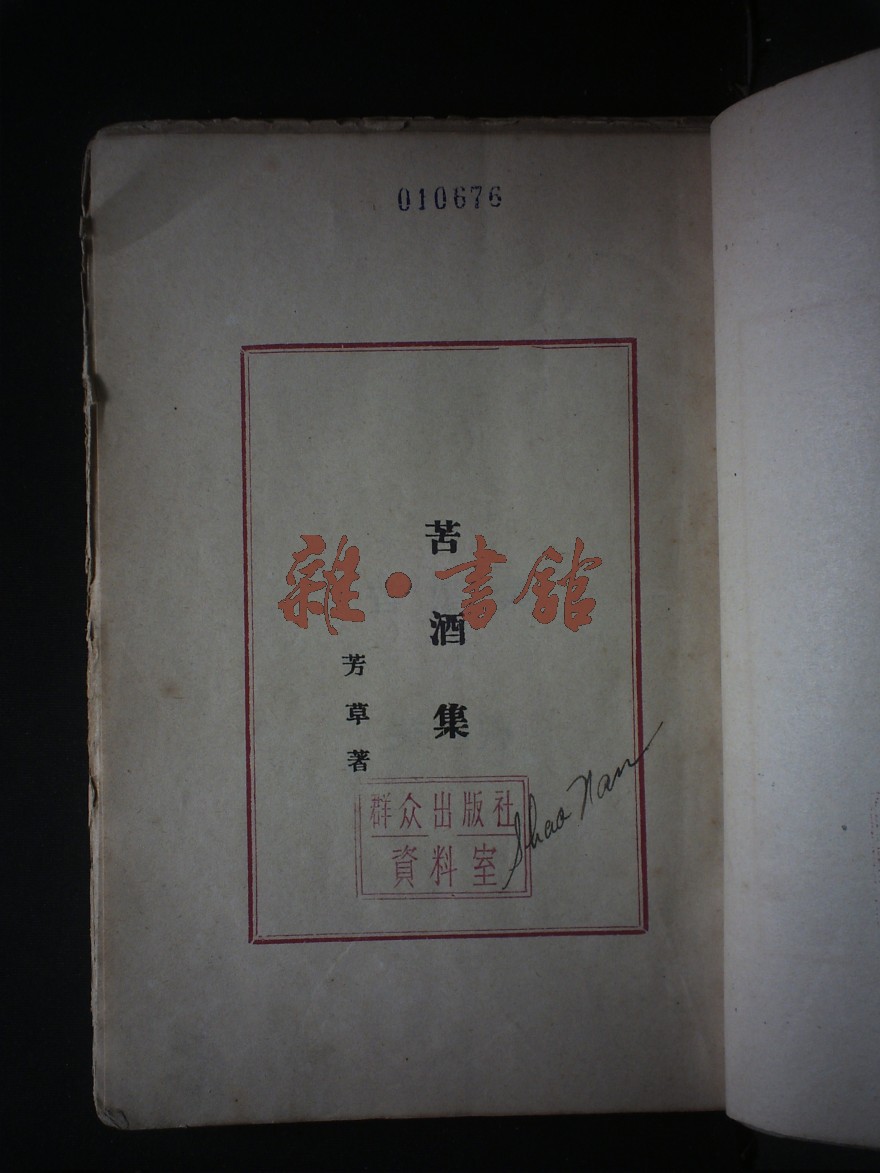 010676
苦酒集
芳草著
雜·書館
群众出版社
資料室
Shao Nan